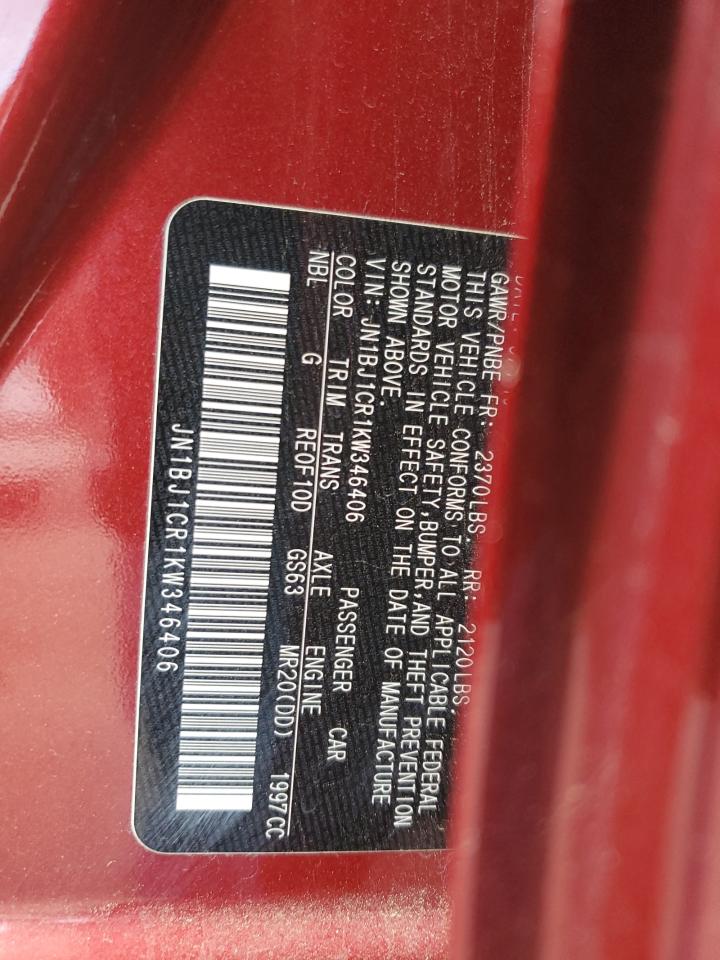 GAWR/PNBE FR: 2370LBS RR: 2120LBS
THIS VEHICLE CONFORMS TO ALL APPLICABLE FEDERAL
MOTOR VEHICLE SAFETY, BUMPER, AND THEFT PREVENTION
STANDARDS IN EFFECT ON THE DATE OF MANUFACTURE
SHOWN ABOVE.
VIN: JN1BJ1CR1KW346406 PASSENGER CAR
COLOR TRIM TRANS AXLE ENGINE
NBL G REOF10D GS63 MR20(DD) 1997CC
JN1BJ1CR1KW346406